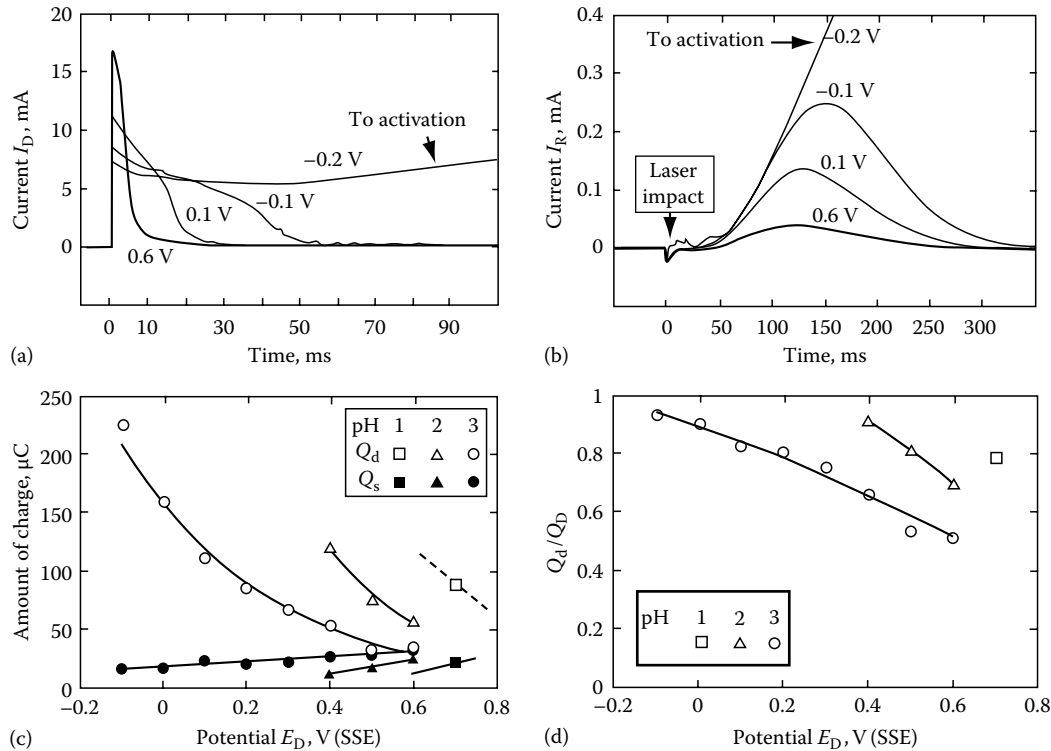 20
15
10
5
0
Current I_D, mA
To activation
−0.2 V
−0.1 V
0.1 V
0.6 V
0 10 30 50 70 90
Time, ms
(a)
0.4
0.3
0.2
0.1
0
0.4
Current I_R, mA
To activation
−0.2 V
−0.1 V
Laser
impact
0.1 V
0.6 V
0 50 100 150 200 250 300
Time, ms
(b)
250
200
150
100
50
0
Amount of charge, μC
pH 1 2 3
Q_d
Q_s
−0.2 0 0.2 0.4 0.6 0.8
Potential E_D, V (SSE)
(c)
1
0.8
0.6
0.4
0.2
0
Q_d/Q_D
pH 1 2 3
−0.2 0 0.2 0.4 0.6 0.8
Potential E_D, V (SSE)
(d)